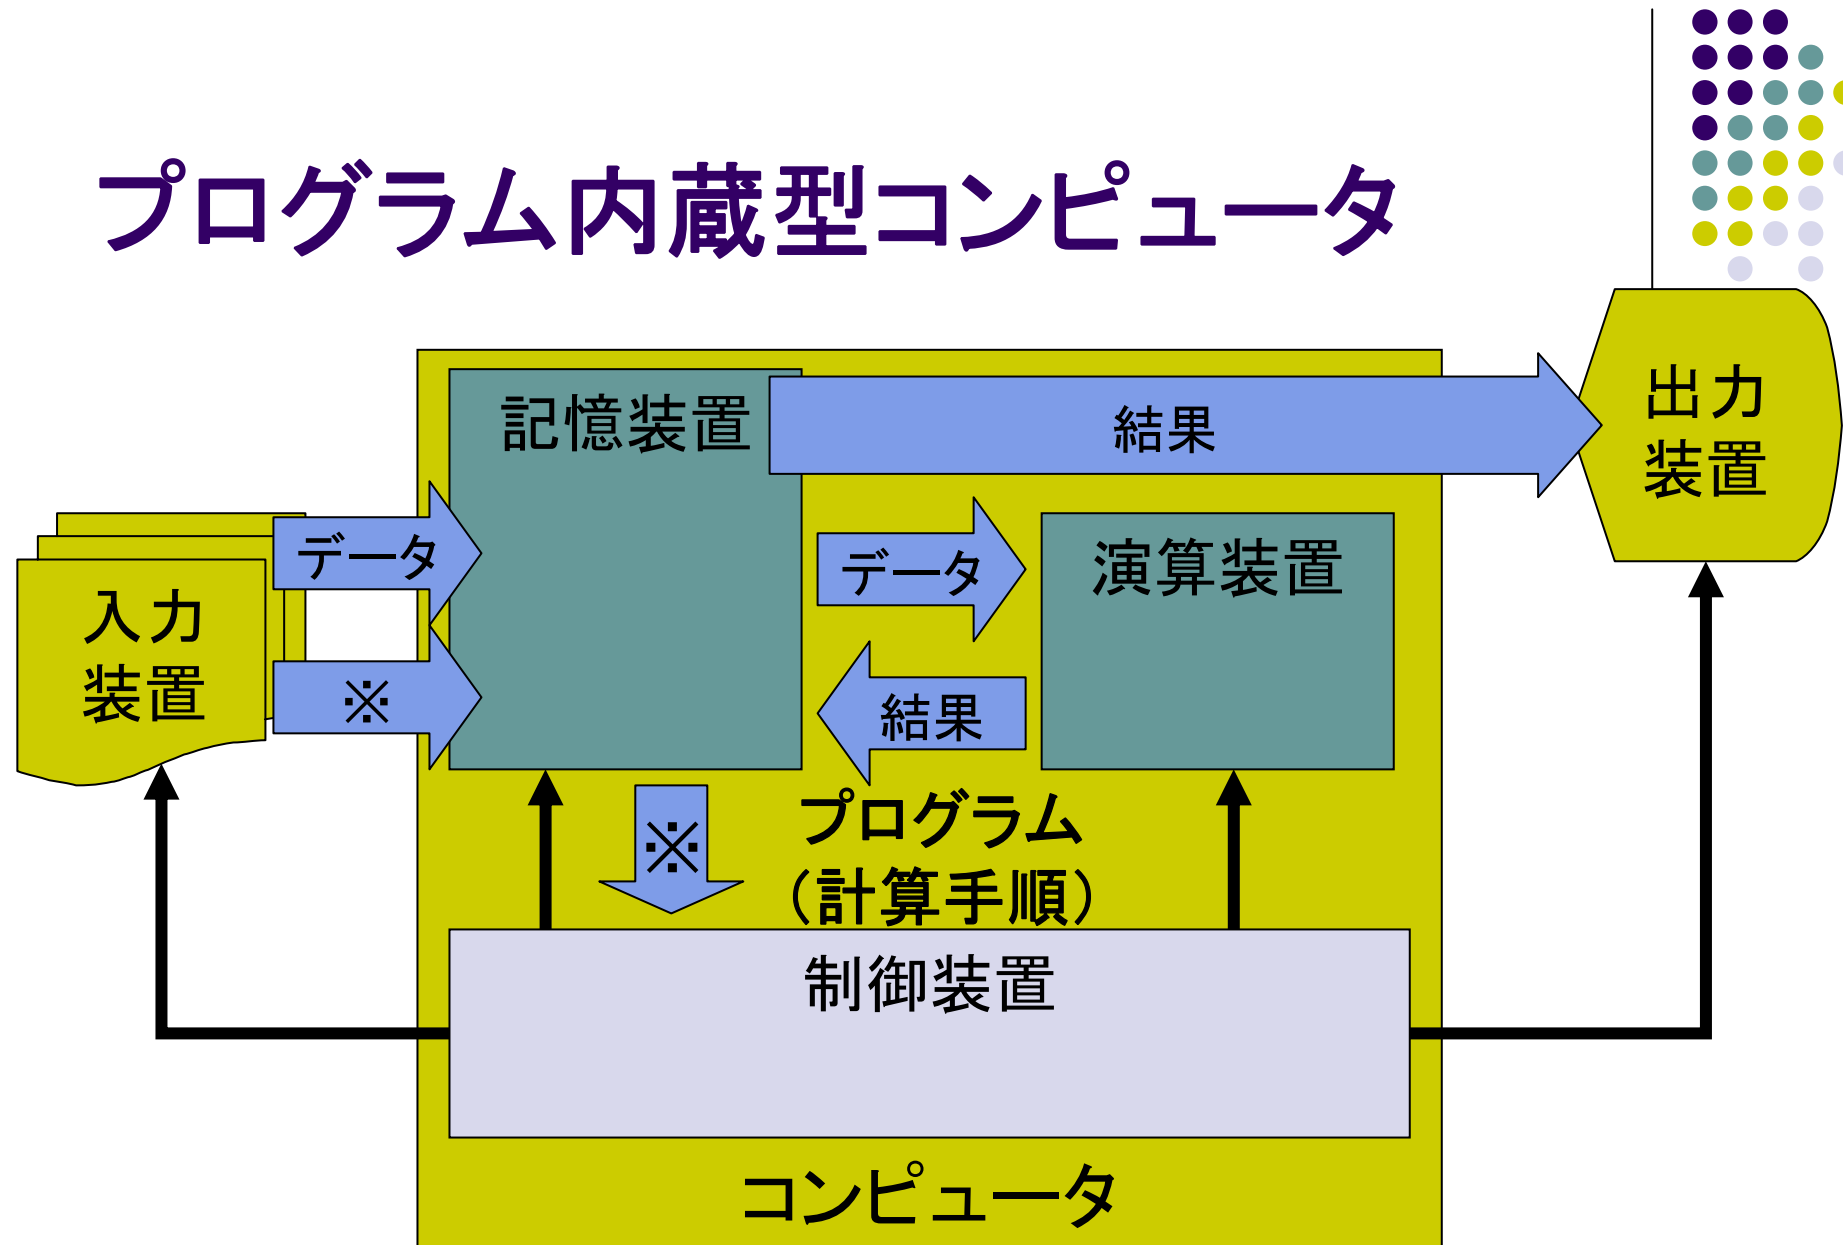 プログラム内蔵型コンピュータ
記憶装置
結果
出力
装置
データ
データ
演算装置
入力
装置
※
結果
※
プログラム
（計算手順）
制御装置
コンピュータ